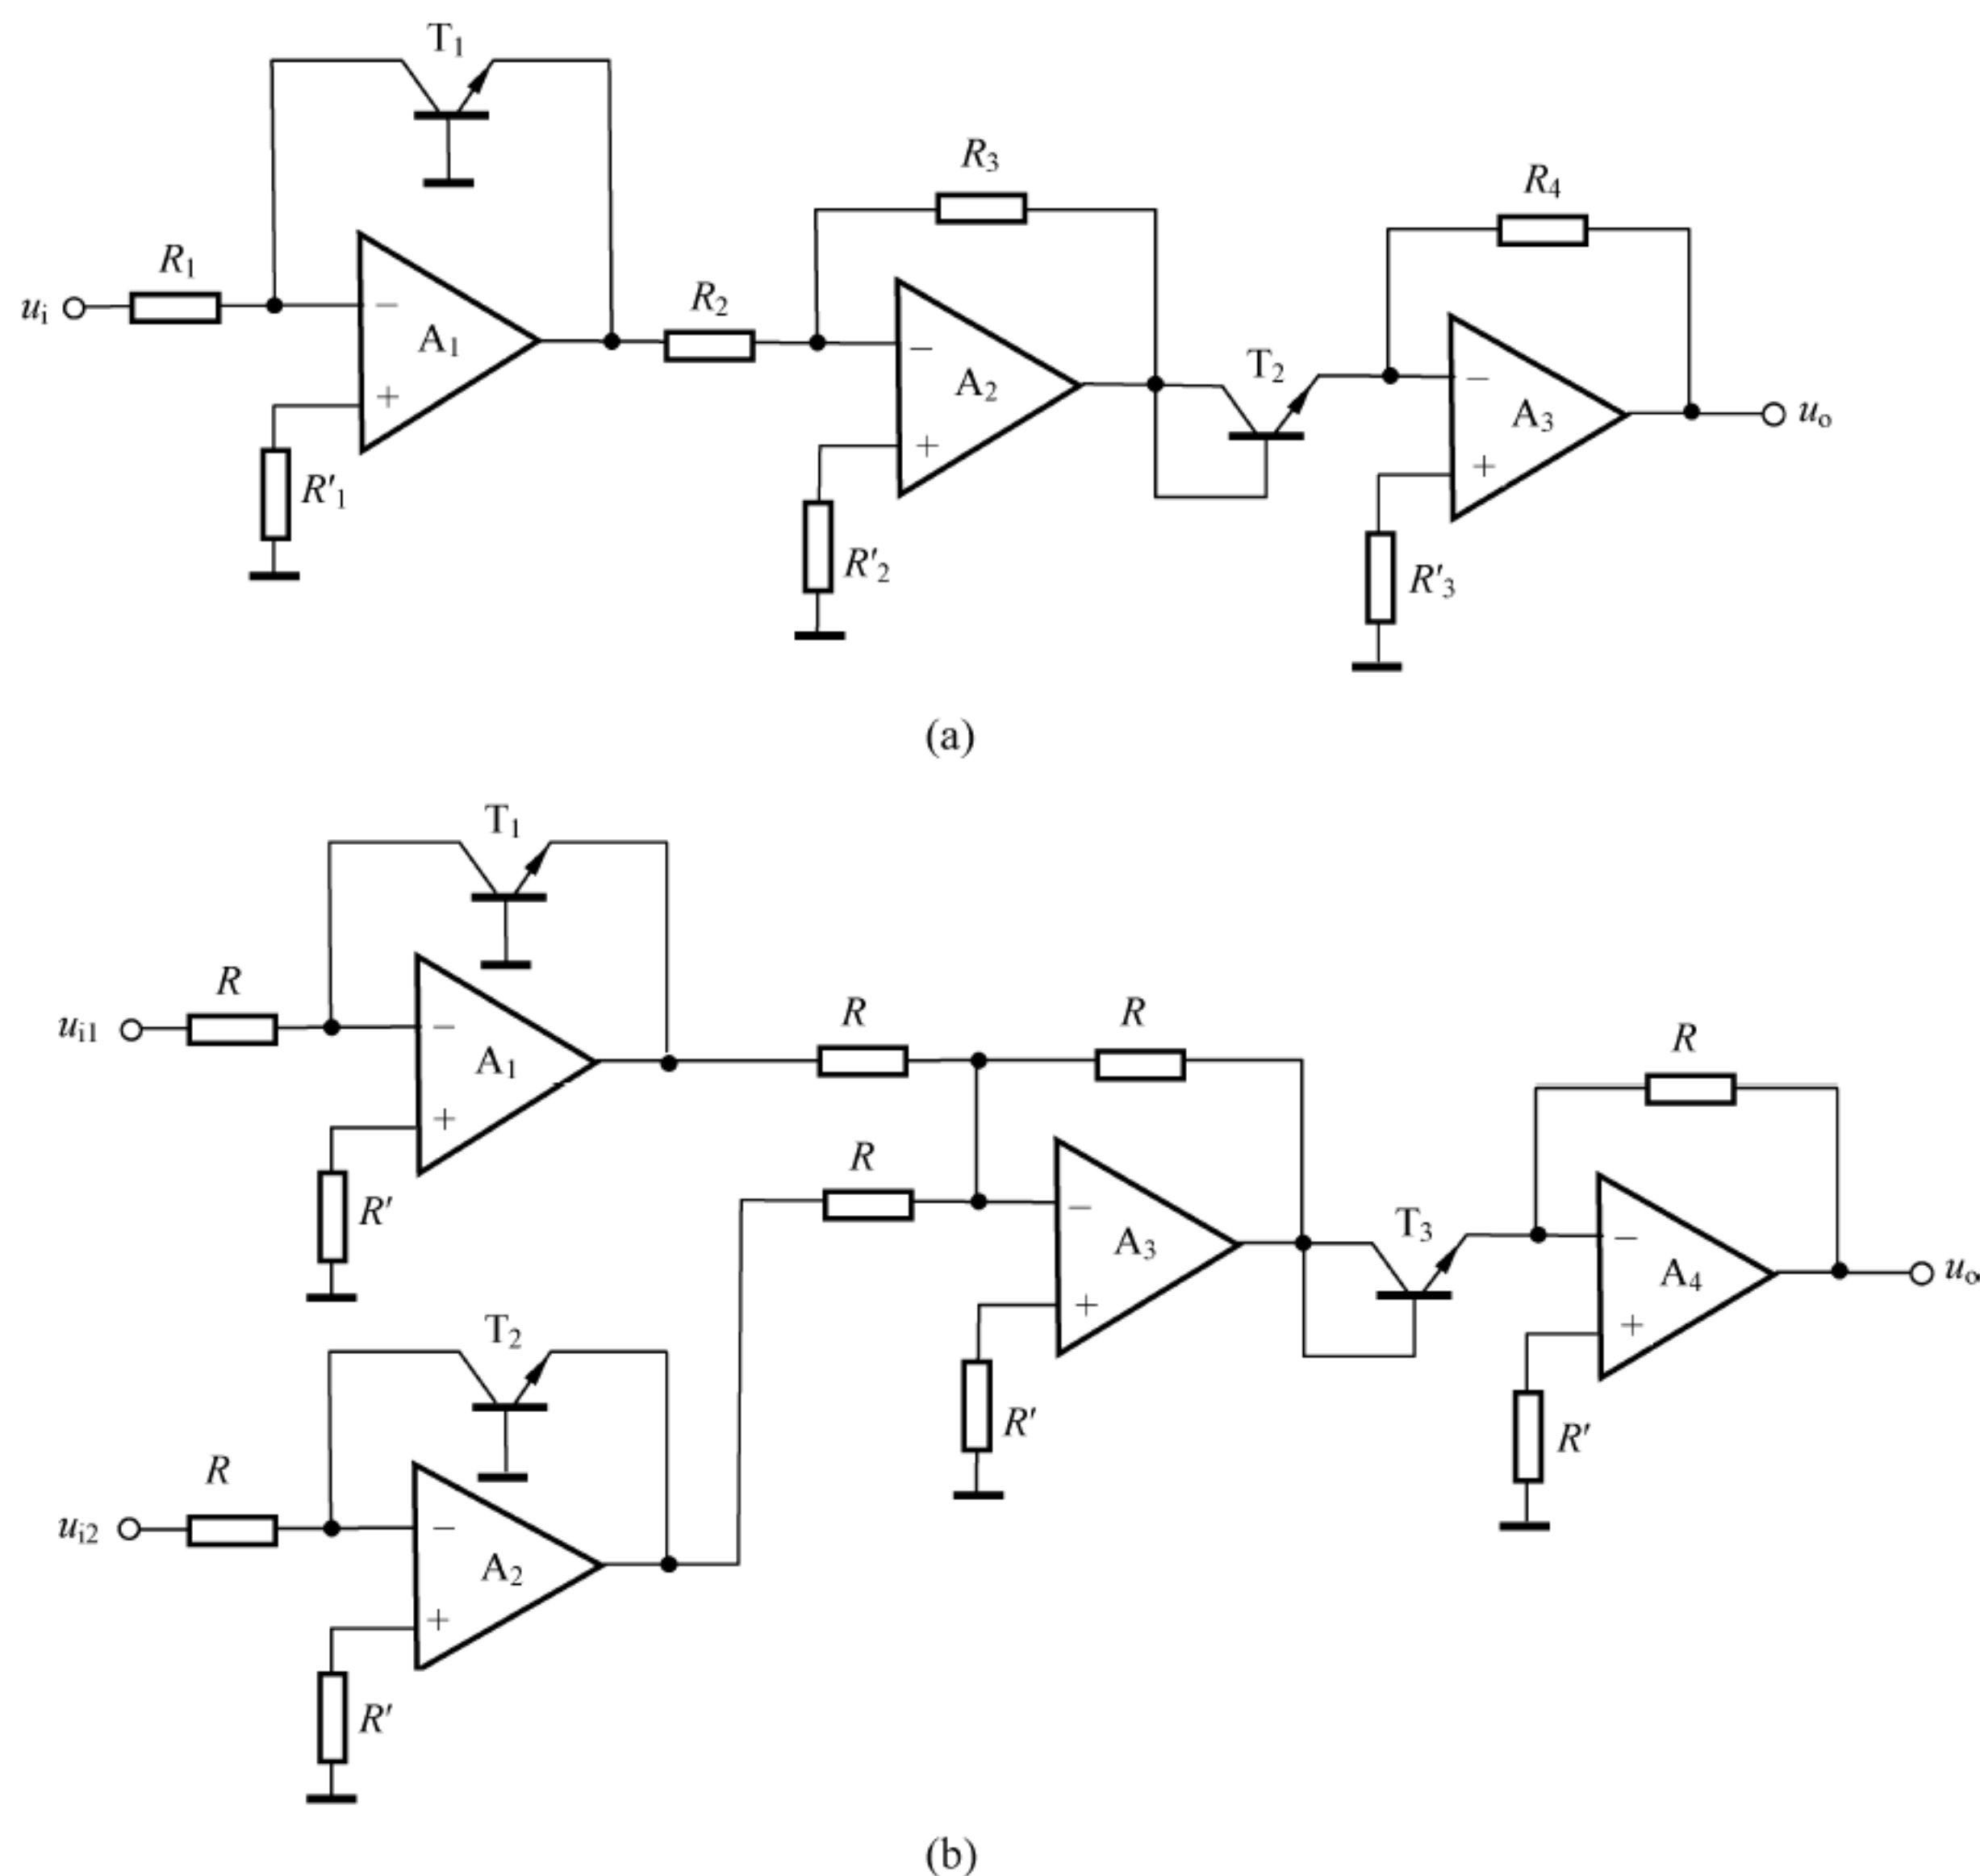 T₁
R₃
R₄
R₁
uᵢ
−
A₁
+
R₂
−
A₂
+
T₂
−
A₃
+
uₒ
R'₁
R'₂
R'₃
(a)
T₁
R
uᵢ₁
−
A₁
+
R
R
R
R
R'
T₂
−
A₃
+
T₃
−
A₄
+
uₒ
R
uᵢ₂
−
A₂
+
R'
R'
R'
(b)